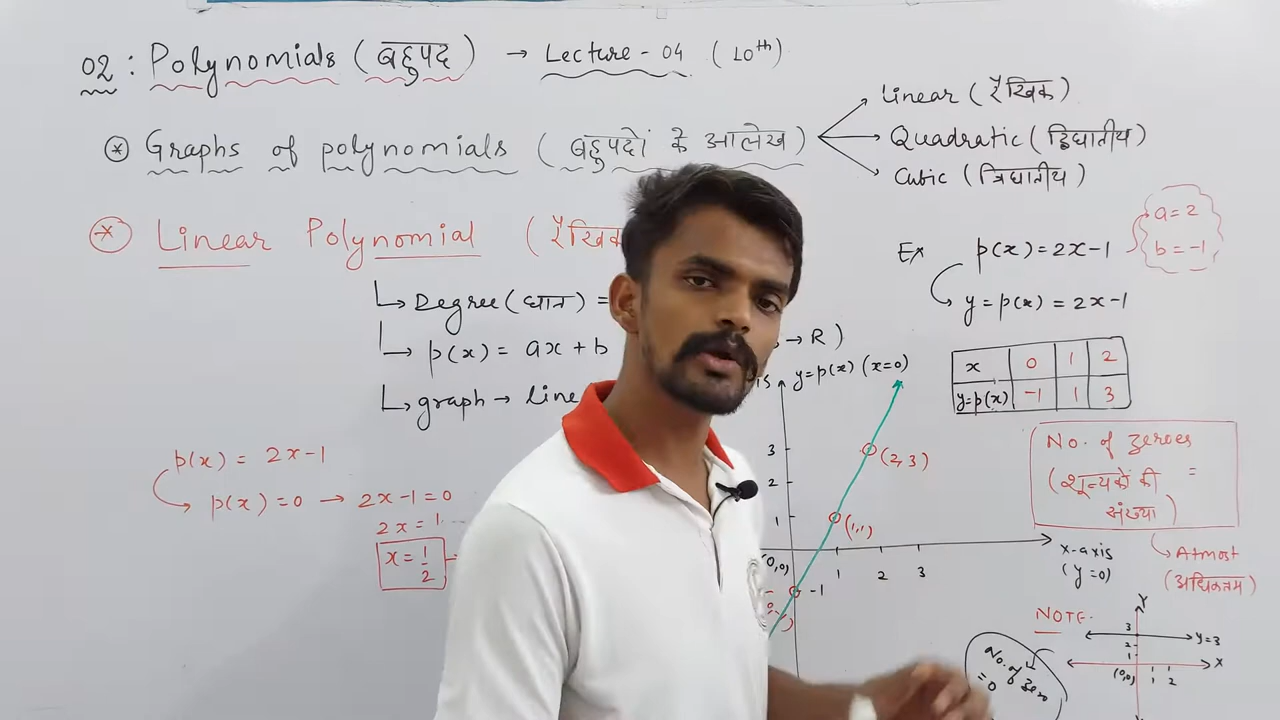 02 : Polynomials (बहुपद) → Lecture - 04 (10th)
* Graphs of polynomials (बहुपदों के आलेख)
Linear (रैखिक)
Quadratic (द्विघातीय)
Cubic (त्रिघातीय)
* Linear Polynomial (रैखिक
Degree (घात) =
p(x) = ax + b
→ R )
graph → line
p(x) = 2x-1
p(x) = 0 → 2x-1 = 0
2x = 1
x = 1/2
Ex p(x) = 2x-1
a = 2
b = -1
y = p(x) = 2x-1
x 0 1 2
y=p(x) -1 1 3
y = p(x) (x=0)
3
2
1
(2,3)
(1,1)
(0,0)
-1
1 2 3
x-axis
(y=0)
No. of zeroes
(शून्यकों की =
संख्या)
Atmost
(अधिकतम)
NOTE:
No. of zero
= 0
Y
3
2
1
y=3
X
(0,0) 1 2